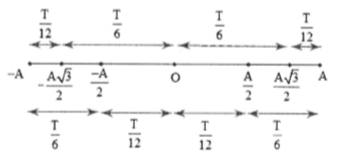 T/12 T/6 T/6 T/12
-A -A√3/2 -A/2 O A/2 A√3/2 A
T/6 T/12 T/12 T/6